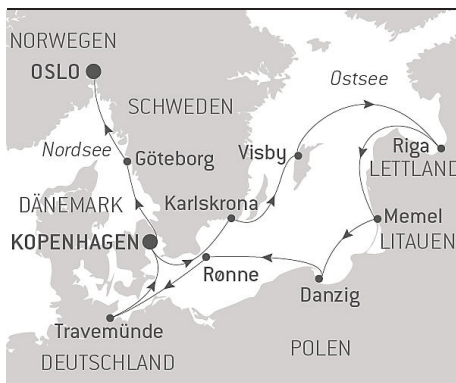 NORWEGEN
OSLO
SCHWEDEN
Ostsee
Nordsee
Göteborg
Visby
Riga
LETTLAND
DÄNEMARK
Karlskrona
Memel
KOPENHAGEN
LITAUEN
Rønne
Danzig
Travemünde
DEUTSCHLAND
POLEN